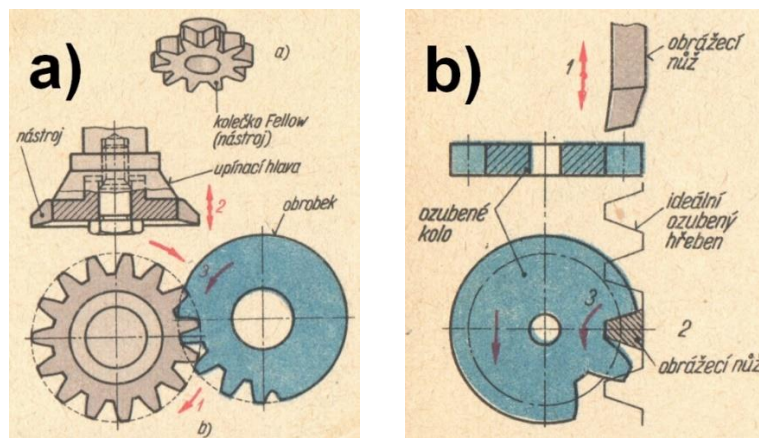 a)
a)
kolečko Fellow
(nástroj)
nástroj
upínací hlava
2
obrobek
3
1
b)
b)
1
obrážecí
nůž
ideální
ozubený
hřeben
ozubené
kolo
3
2
obrážecí nůž